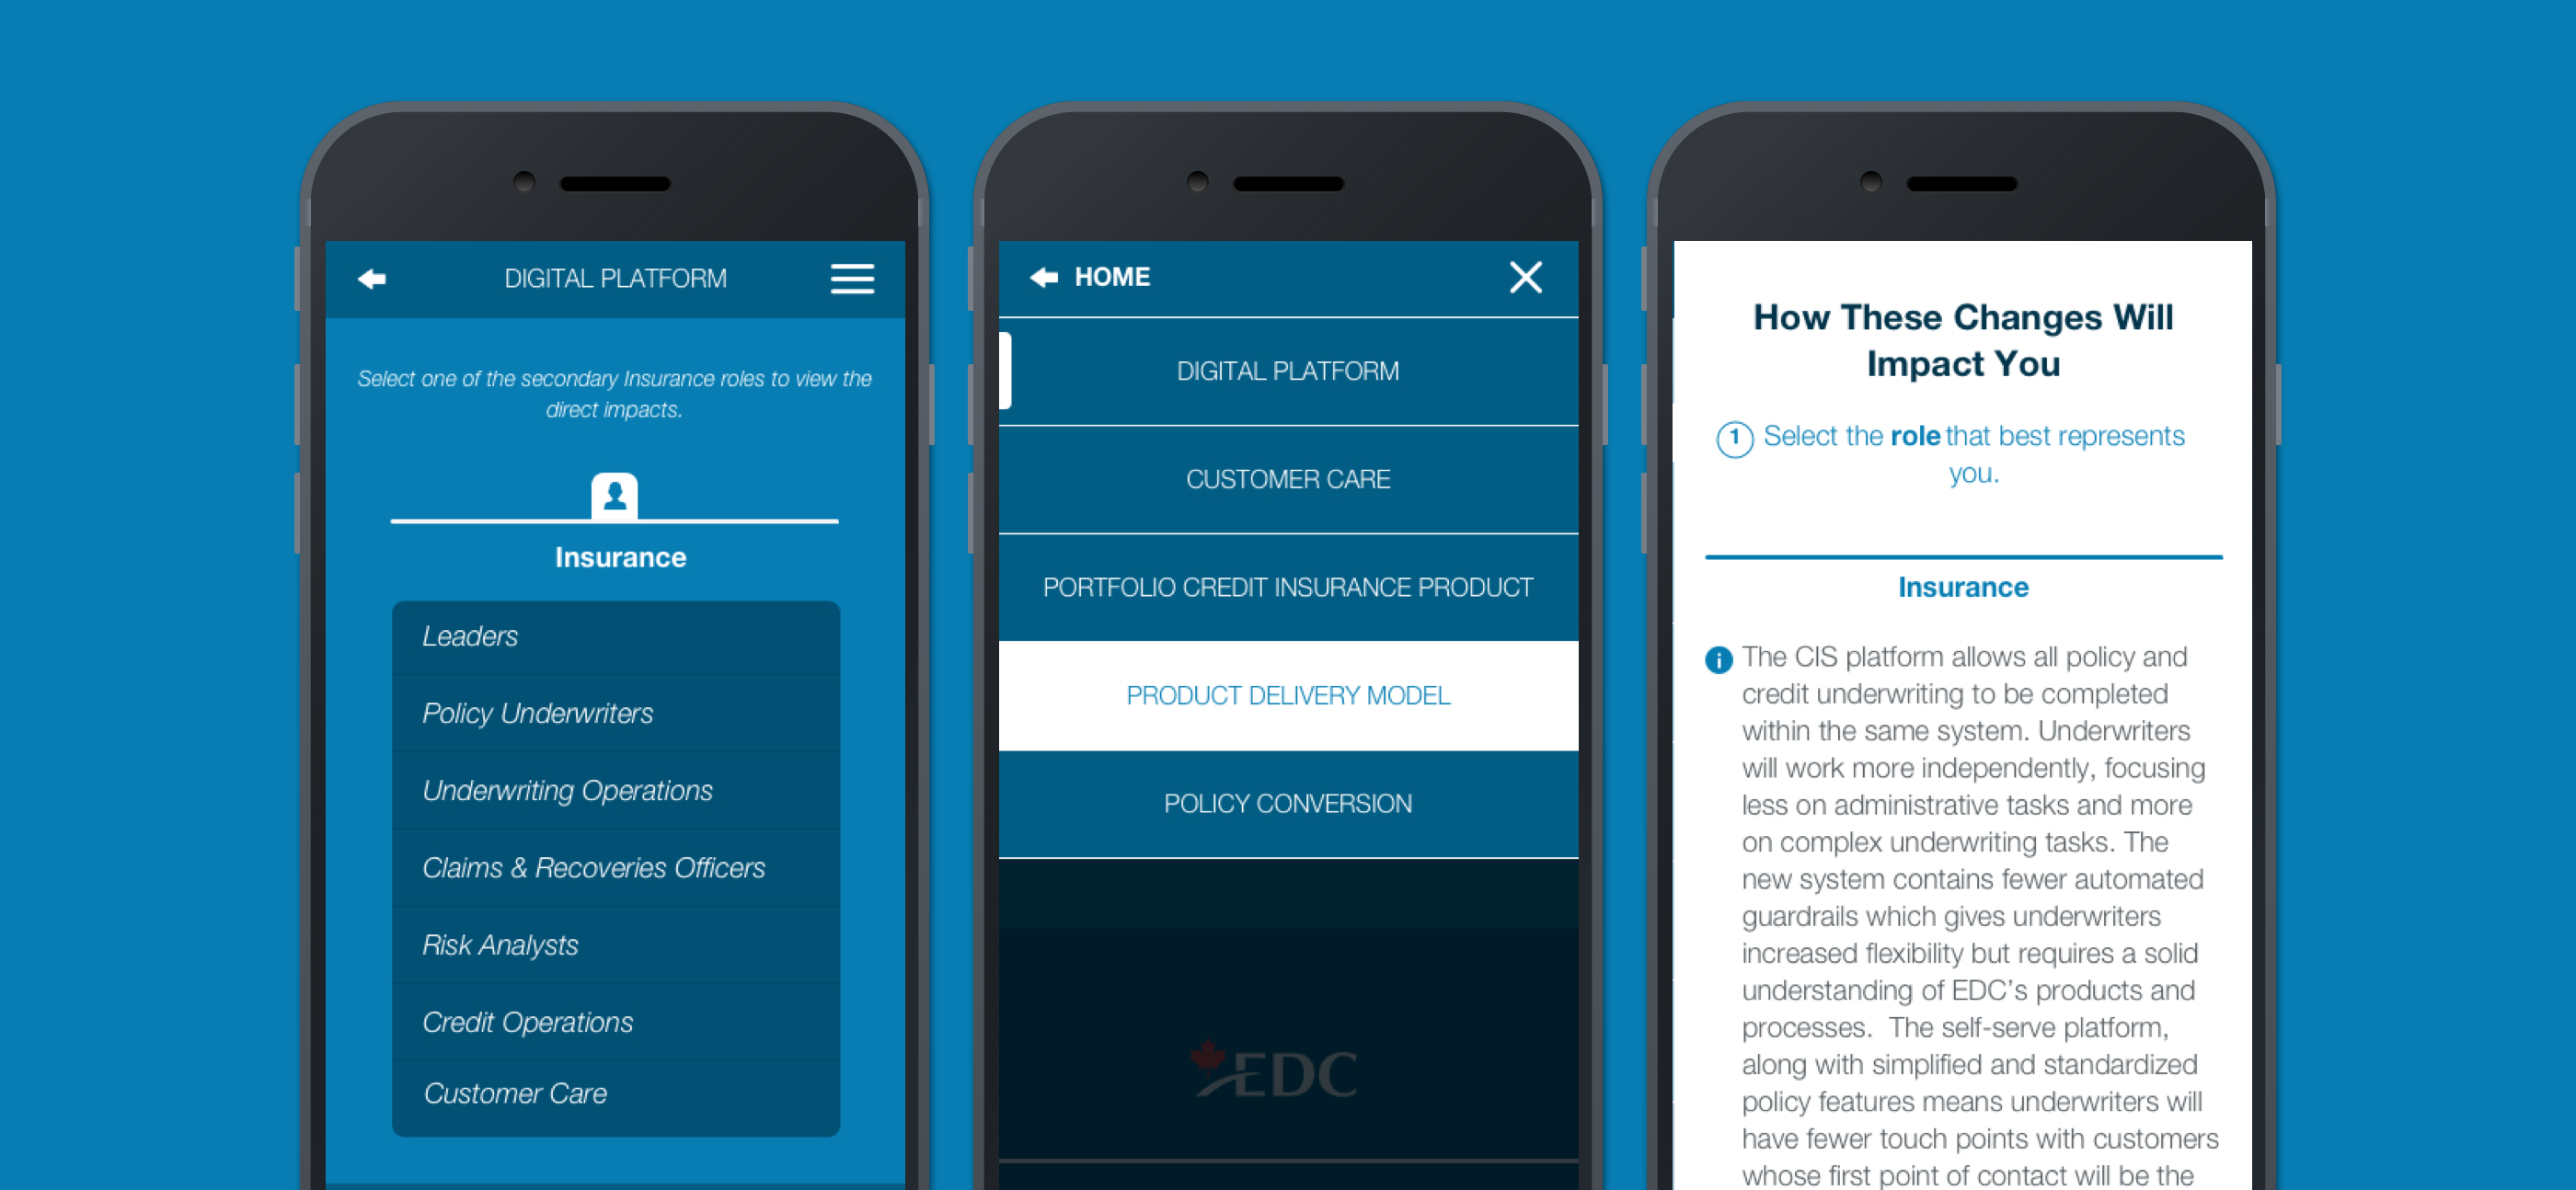 DIGITAL PLATFORM
Select one of the secondary Insurance roles to view the
direct impacts.
Insurance
Leaders
Policy Underwriters
Underwriting Operations
Claims & Recoveries Officers
Risk Analysts
Credit Operations
Customer Care
HOME
DIGITAL PLATFORM
CUSTOMER CARE
PORTFOLIO CREDIT INSURANCE PRODUCT
PRODUCT DELIVERY MODEL
POLICY CONVERSION
EDC
How These Changes Will
Impact You
1 Select the role that best represents
you.
Insurance
i The CIS platform allows all policy and
credit underwriting to be completed
within the same system. Underwriters
will work more independently, focusing
less on administrative tasks and more
on complex underwriting tasks. The
new system contains fewer automated
guardrails which gives underwriters
increased flexibility but requires a solid
understanding of EDC’s products and
processes.  The self-serve platform,
along with simplified and standardized
policy features means underwriters will
have fewer touch points with customers
whose first point of contact will be the